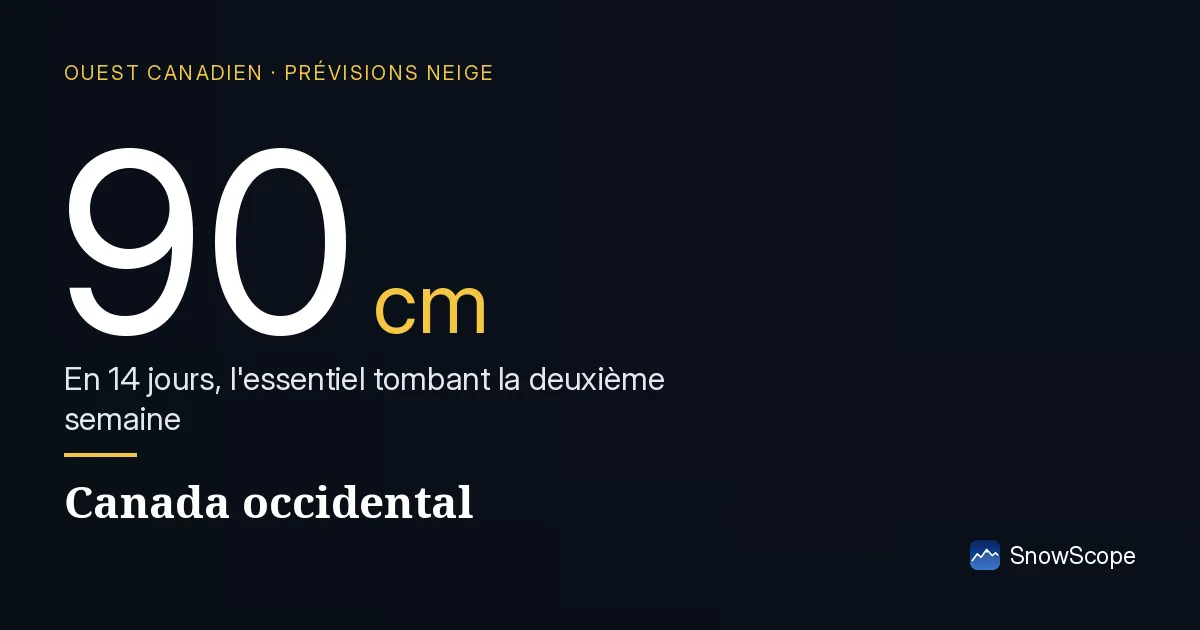 OUEST CANADIEN · PRÉVISIONS NEIGE
90 cm
En 14 jours, l'essentiel tombant la deuxième
semaine
Canada occidental
SnowScope